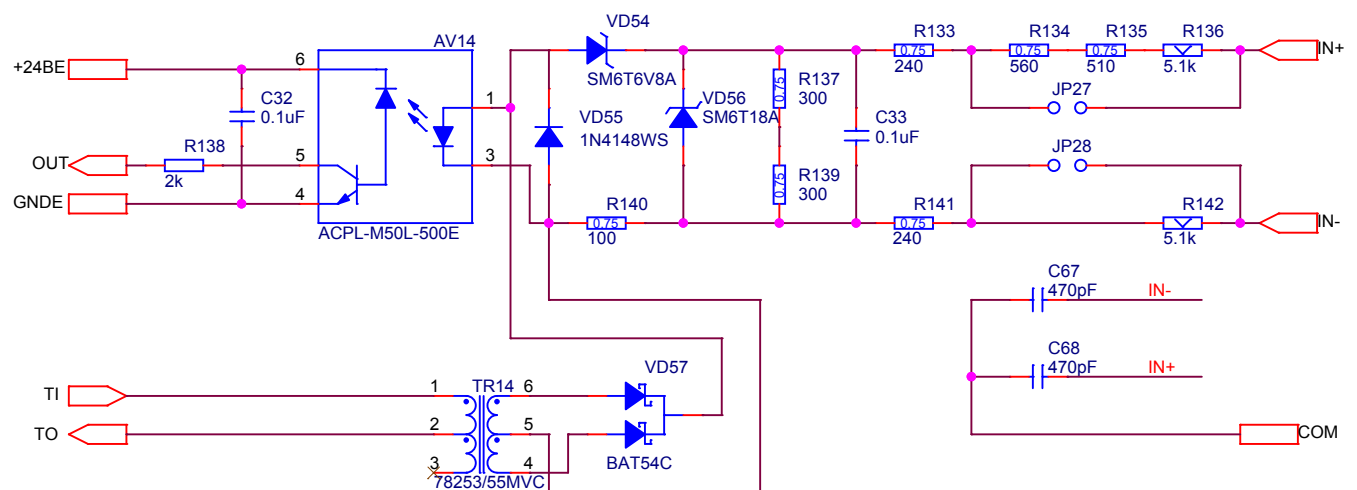 VD54
SM6T6V8A
R133
0.75
240
R134
0.75
560
R135
0.75
510
R136
5.1k
IN+
AV14
+24BE
6
C32
0.1uF
1
VD55
1N4148WS
VD56
SM6T18A
R137
0.75
300
C33
0.1uF
JP27
JP28
OUT
R138
2k
5
3
R139
0.75
300
GNDE
4
ACPL-M50L-500E
R140
0.75
100
R141
0.75
240
R142
5.1k
IN-
C67
470pF
IN-
C68
470pF
IN+
COM
VD57
BAT54C
TI
TO
1
2
3
TR14
6
5
4
78253/55MVC